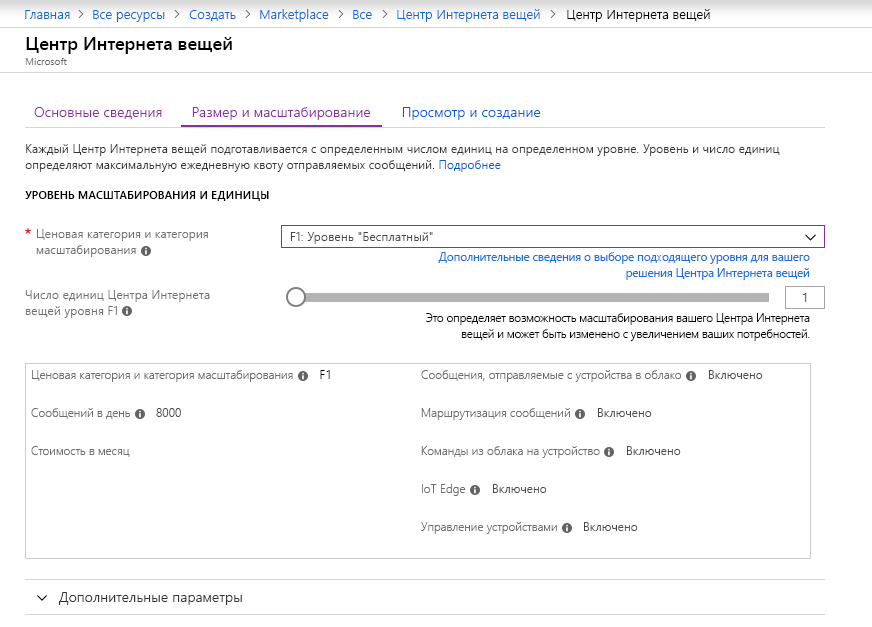 Главная > Все ресурсы > Создать > Marketplace > Все > Центр Интернета вещей > Центр Интернета вещей
Центр Интернета вещей
Microsoft
Основные сведения Размер и масштабирование Просмотр и создание
Каждый Центр Интернета вещей подготавливается с определенным числом единиц на определенном уровне. Уровень и число единиц
определяют максимальную ежедневную квоту отправляемых сообщений. Подробнее
УРОВЕНЬ МАСШТАБИРОВАНИЯ И ЕДИНИЦЫ
* Ценовая категория и категория
масштабирования
F1: Уровень "Бесплатный"
Дополнительные сведения о выборе подходящего уровня для вашего
решения Центра Интернета вещей
Число единиц Центра Интернета
вещей уровня F1
1
Это определяет возможность масштабирования вашего Центра Интернета
вещей и может быть изменено с увеличением ваших потребностей.
Ценовая категория и категория масштабирования F1
Сообщений в день 8000
Стоимость в месяц
Сообщения, отправляемые с устройства в облако Включено
Маршрутизация сообщений Включено
Команды из облака на устройство Включено
IoT Edge Включено
Управление устройствами Включено
Дополнительные параметры